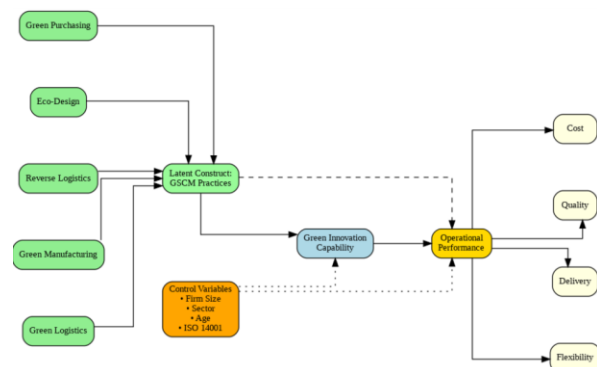 Green Purchasing
Eco-Design
Reverse Logistics
Green Manufacturing
Green Logistics
Latent Construct:
GSCM Practices
Green Innovation
Capability
Control Variables
• Firm Size
• Sector
• Age
• ISO 14001
Operational
Performance
Cost
Quality
Delivery
Flexibility